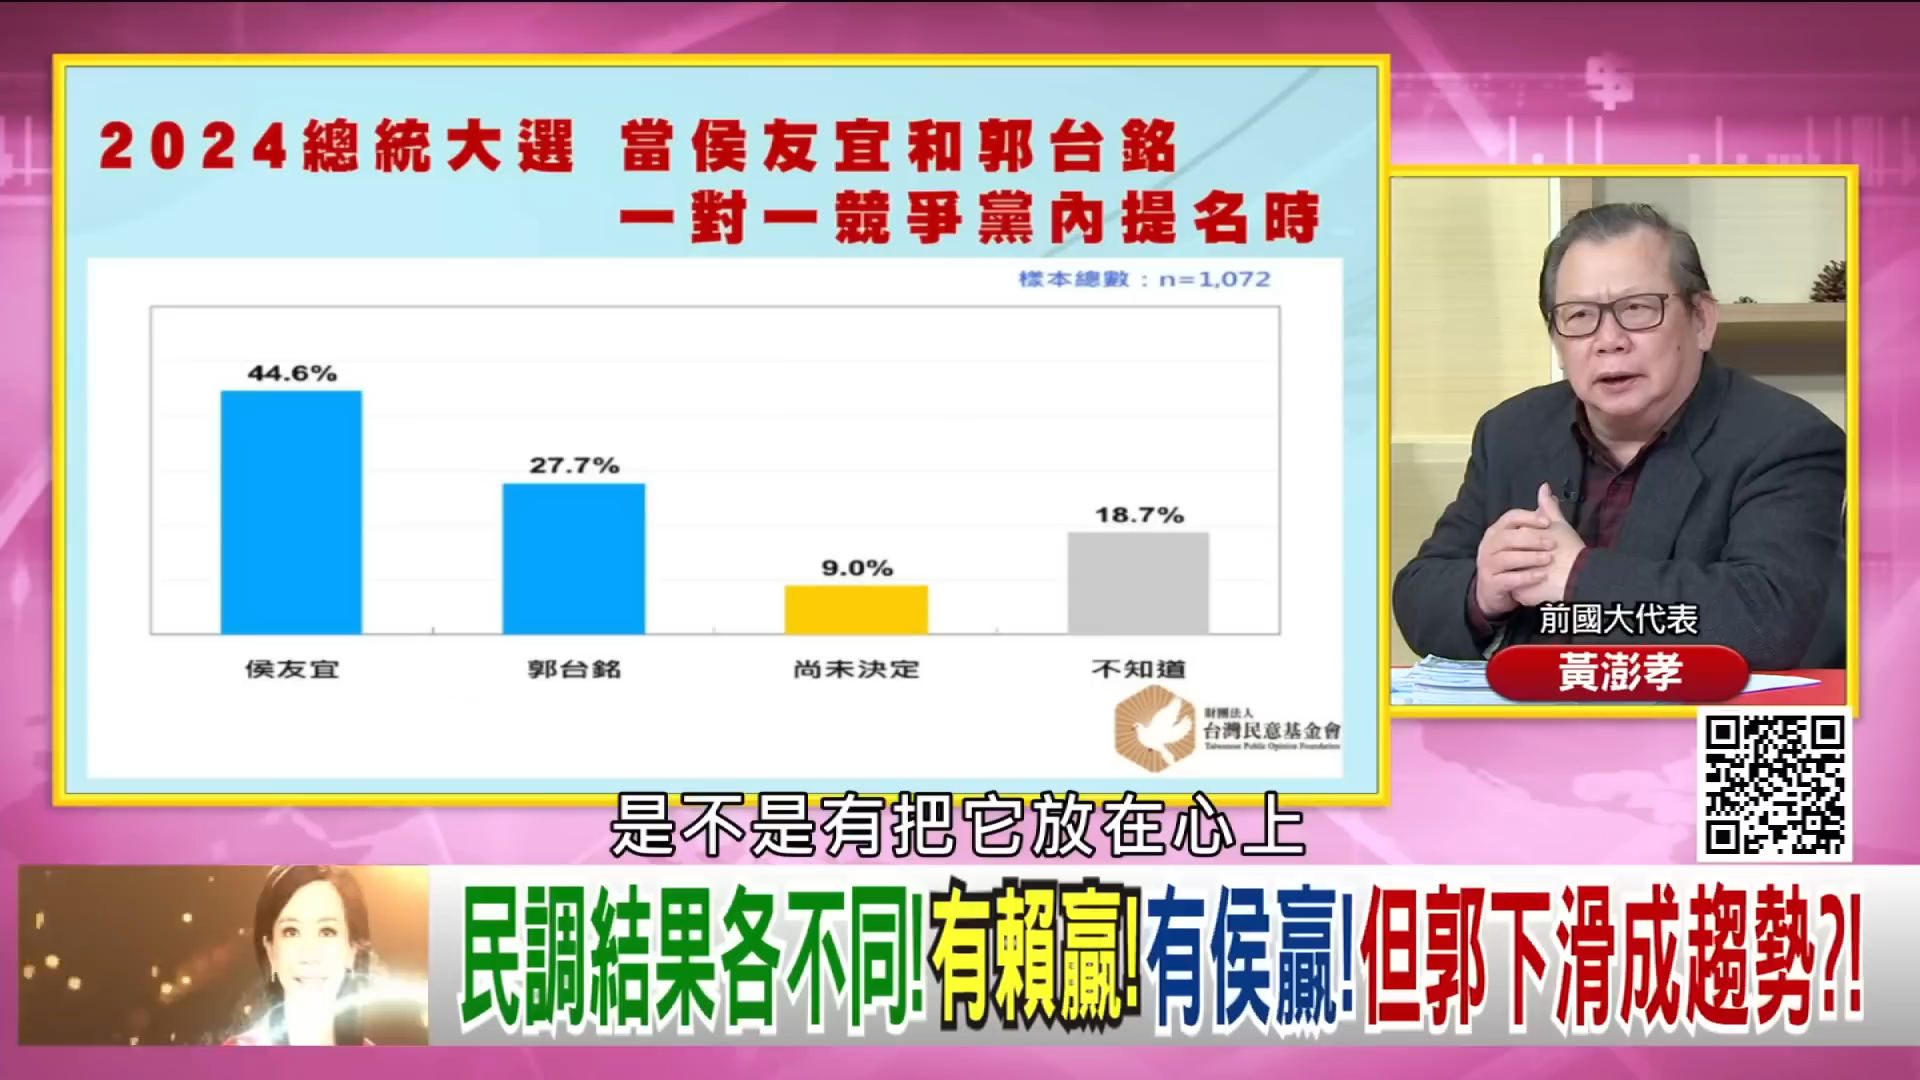 2024總統大選 當侯友宜和郭台銘
一對一競爭黨內提名時
樣本總數：n=1,072
44.6%
27.7%
9.0%
18.7%
侯友宜
郭台銘
尚未決定
不知道
財團法人
台灣民意基金會
Taiwanese Public Opinion Foundation
前國大代表
黃澎孝
是不是有把它放在心上
民調結果各不同!有賴贏!有侯贏!但郭下滑成趨勢?!